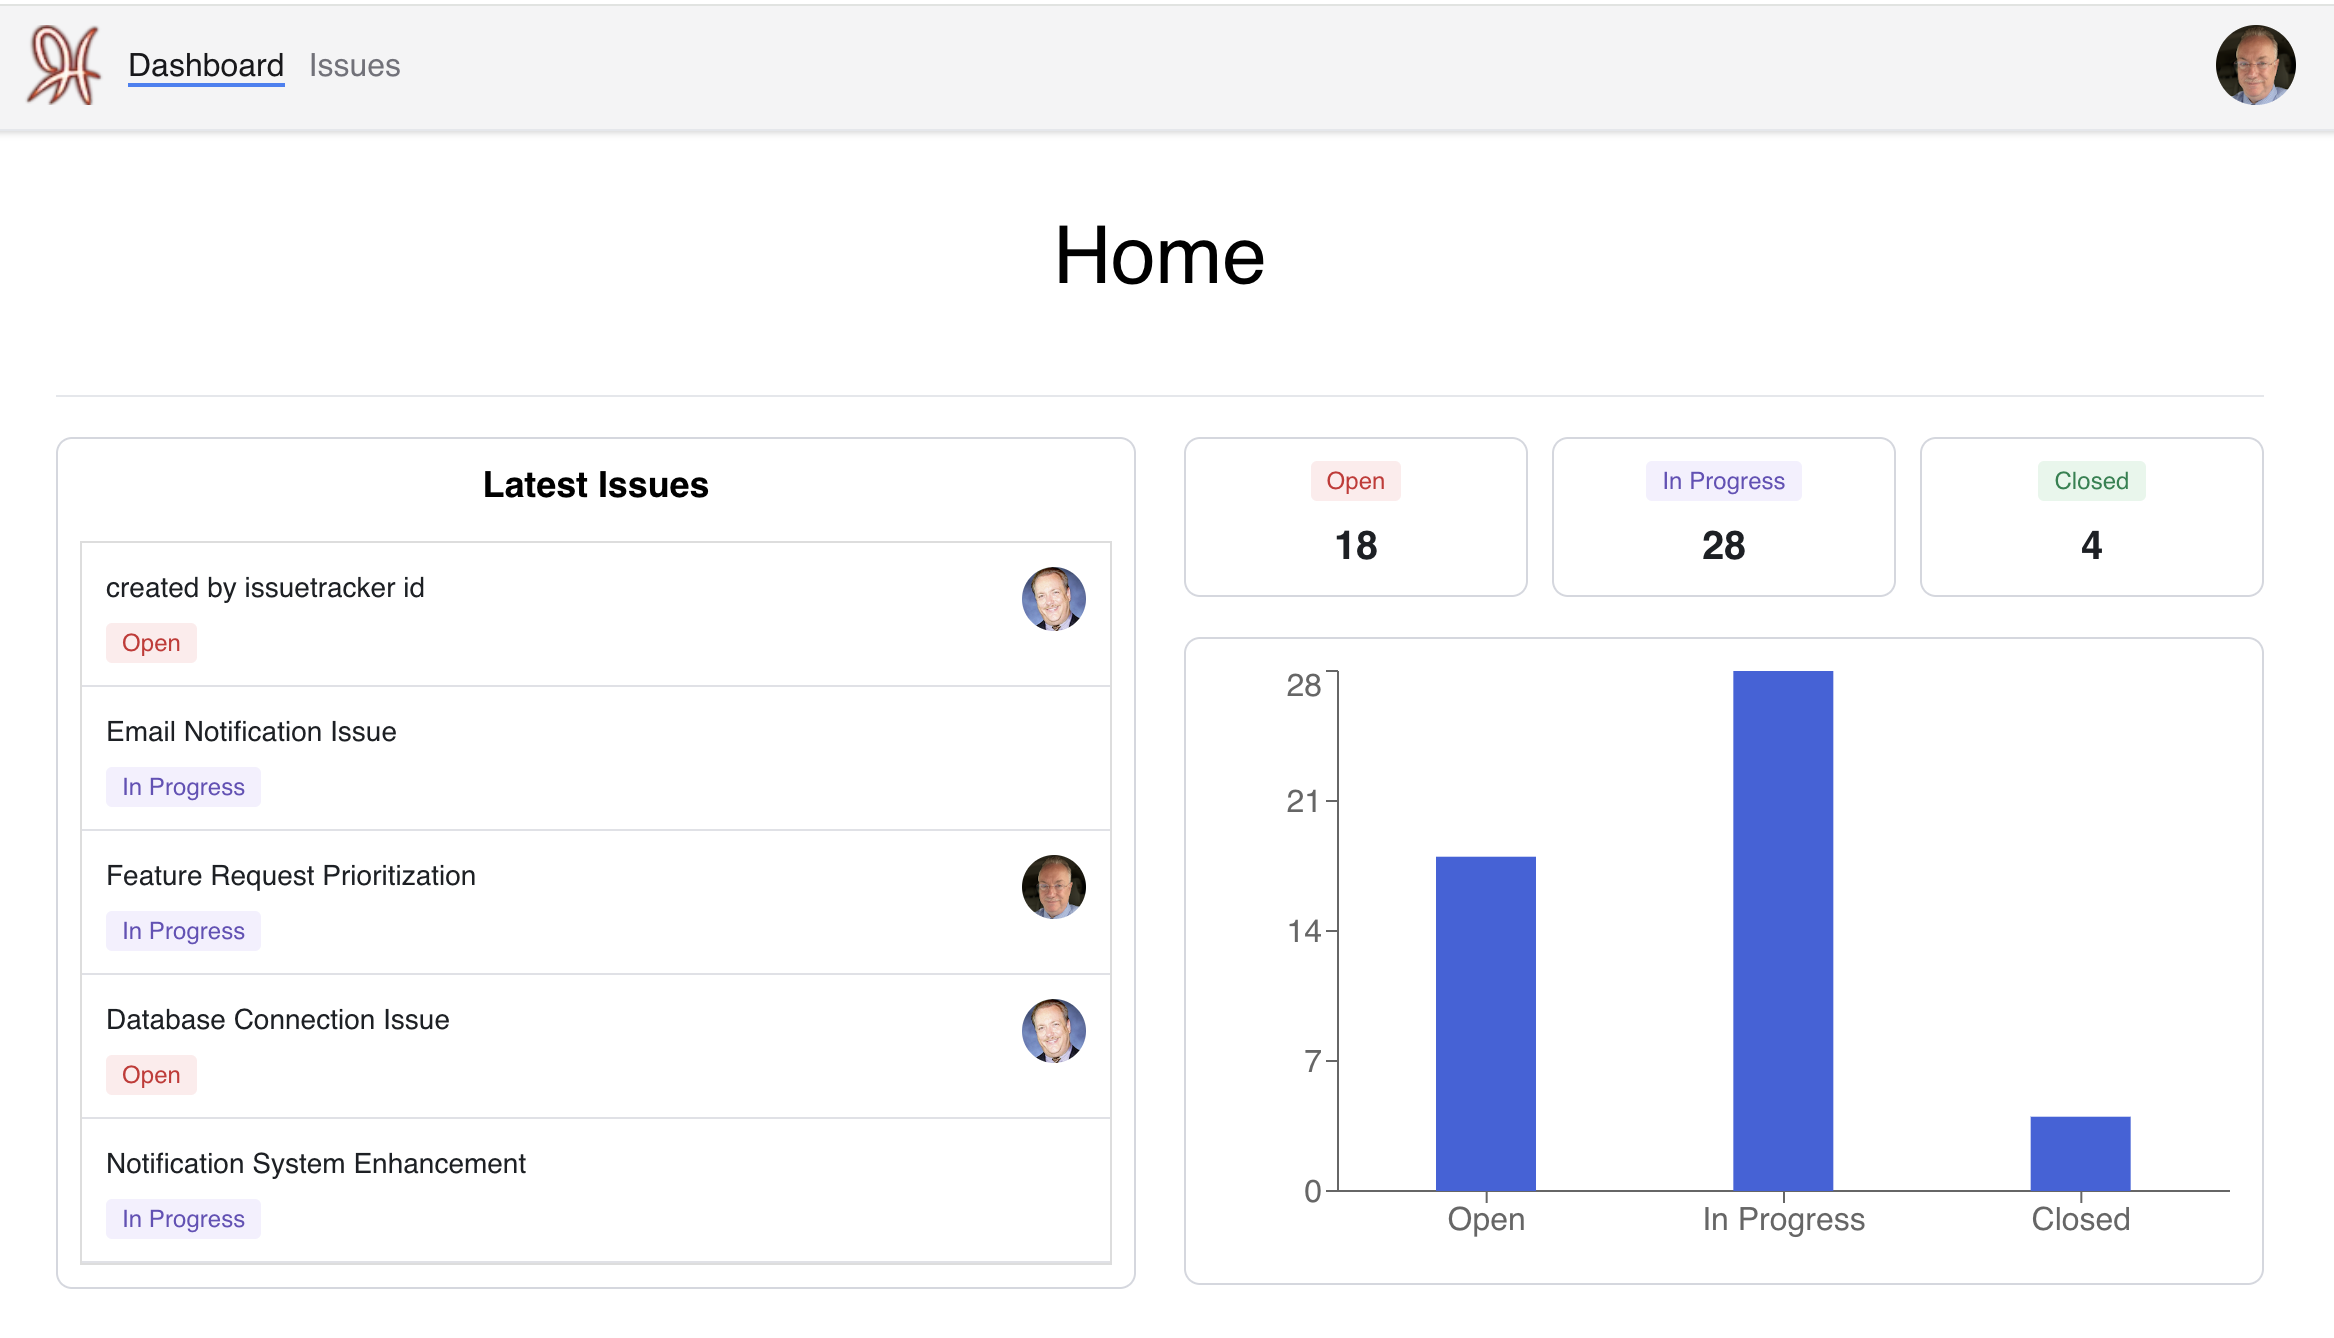 Dashboard Issues
Home
Latest Issues
created by issuetracker id
Open
Email Notification Issue
In Progress
Feature Request Prioritization
In Progress
Database Connection Issue
Open
Notification System Enhancement
In Progress
Open
18
In Progress
28
Closed
4
28
21
14
7
0
Open In Progress Closed